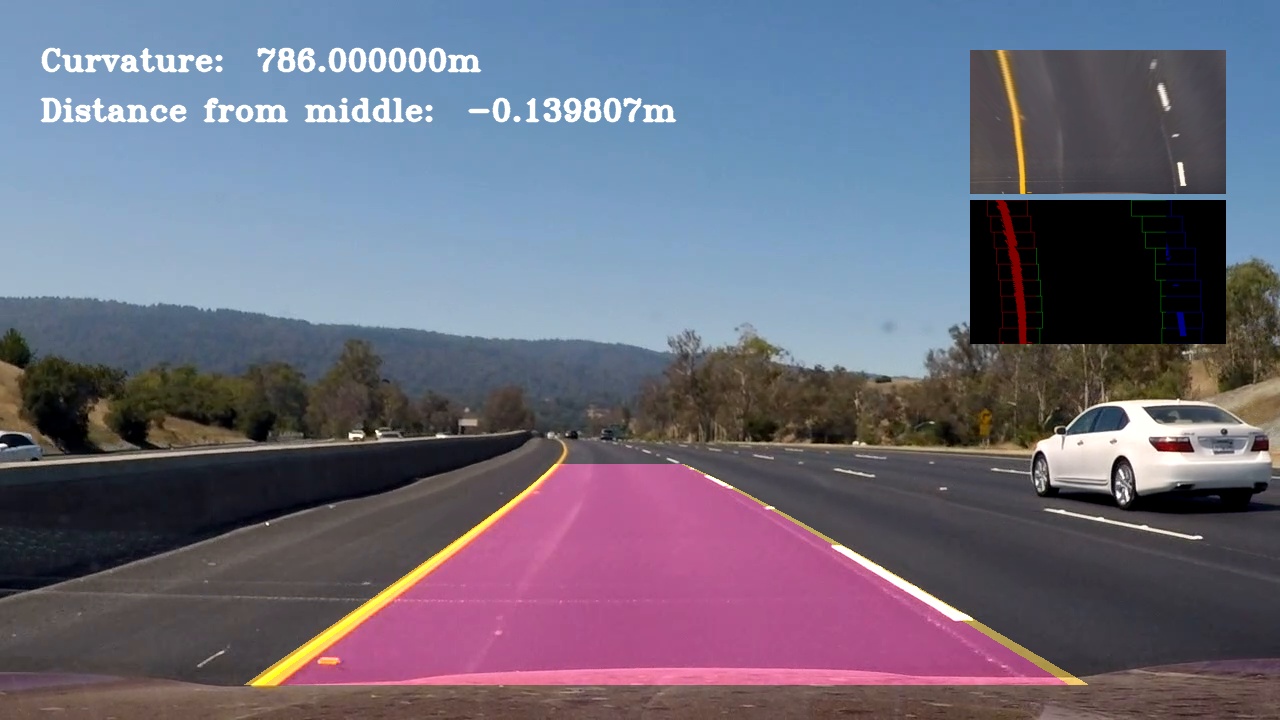 Curvature: 786.000000m
Distance from middle: −0.139807m